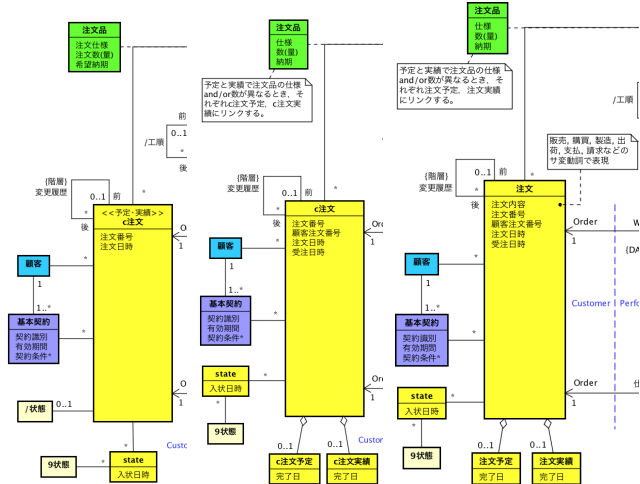 注文品
注文仕様
注文数(量)
希望納期
前
0..1
/工順
*
後
{階層}
変更履歴
0..1
前
*
*
後
<<予定・実績>>
c注文
注文番号
注文日時
Or
1
顧客
*
1
1..*
基本契約
契約識別
有効期間
契約条件*
*
O
1
/状態
0..1
Custo
*
state
入状日時
9状態
*
注文品
仕様
数(量)
納期
予定と実績で注文品の仕様
and/or数が異なるとき，そ
れぞれc注文予定，c注文実
績にリンクする。
{階層}
変更履歴
0..1
前
*
*
後
c注文
注文番号
顧客注文番号
注文日時
受注日時
Order
1
顧客
*
1
1..*
基本契約
契約識別
有効期間
契約条件*
*
state
入状日時
*
*
9状態
Order
1
Custor
0..1
0..1
c注文予定
完了日
c注文実績
完了日
注文品
仕様
数(量)
納期
予定と実績で注文品の仕様
and/or数が異なるとき，そ
れぞれ注文予定，注文実績
にリンクする。
/工順
販売, 購買, 製造, 出
荷, 支払, 請求などの
サ変動詞で表現
{階層}
変更履歴
0..1
前
*
*
後
注文
注文内容
注文番号
顧客注文番号
注文日時
受注日時
Order
1
W
{DA
顧客
*
1
1..*
基本契約
契約識別
有効期間
契約条件*
*
Customer
Perfo
state
入状日時
*
*
9状態
Order
1
仕
0..1
0..1
注文予定
完了日
注文実績
完了日